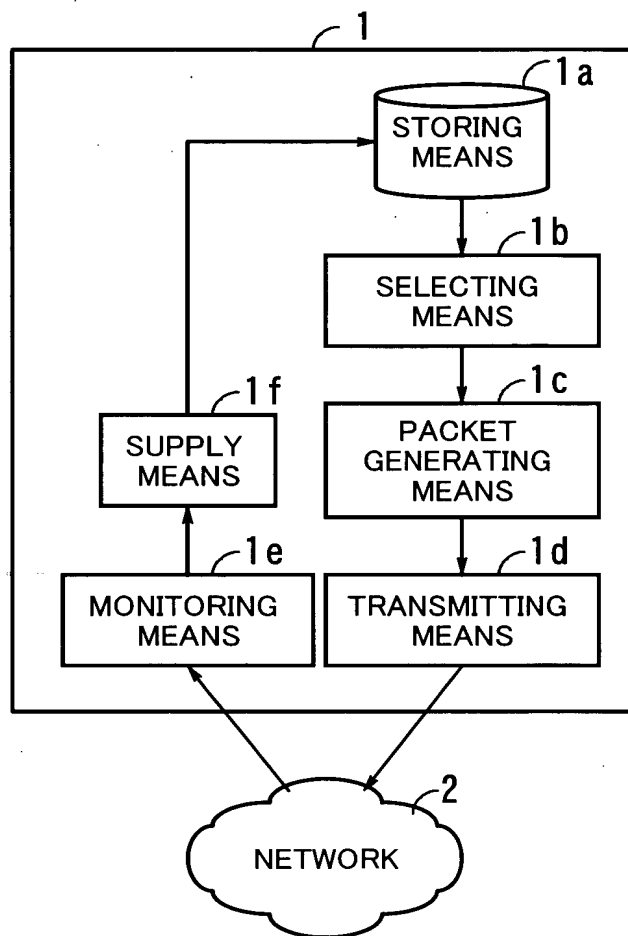 1
1a
STORING
MEANS
1b
SELECTING
MEANS
1c
PACKET
GENERATING
MEANS
1f
SUPPLY
MEANS
1e
MONITORING
MEANS
1d
TRANSMITTING
MEANS
2
NETWORK